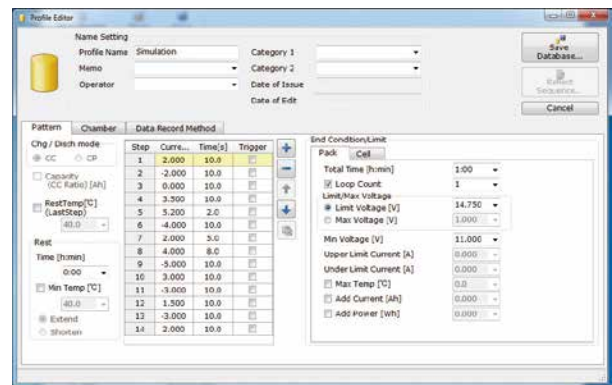 Profile Editor
Name Setting
Profile Name Simulation Category 1
Memo Category 2
Operator Date of Issue
Date of Edit
Save Database...
Extract Sequence...
Cancel
Pattern Chamber Data Record Method
Chg / Disch mode
CC CP
Capacity (CC Ratio) [Ah]
RestTemp[℃] (LastStep)
40.0
Rest
Time [h:min]
0:00
Min Temp [℃]
40.0
Extend
Shorten
Step Curre... Time[s] Trigger
1 2.000 10.0
2 -2.000 10.0
3 0.000 10.0
4 3.500 10.0
5 5.200 2.0
6 -4.000 10.0
7 2.000 5.0
8 4.000 8.0
9 -5.000 10.0
10 3.000 10.0
11 -3.000 10.0
12 1.500 10.0
13 -3.000 10.0
14 2.000 10.0
End Condition/Limit
Pack Cell
Total Time [h:min] 1:00
Loop Count 1
Limit/Max Voltage
Limit Voltage [V] 14.750
Max Voltage [V] 1.000
Min Voltage [V] 11.000
Upper Limit Current [A] 0.000
Under Limit Current [A] 0.000
Max Temp [℃] 0.0
Add Current [Ah] 0.000
Add Power [Wh] 0.000